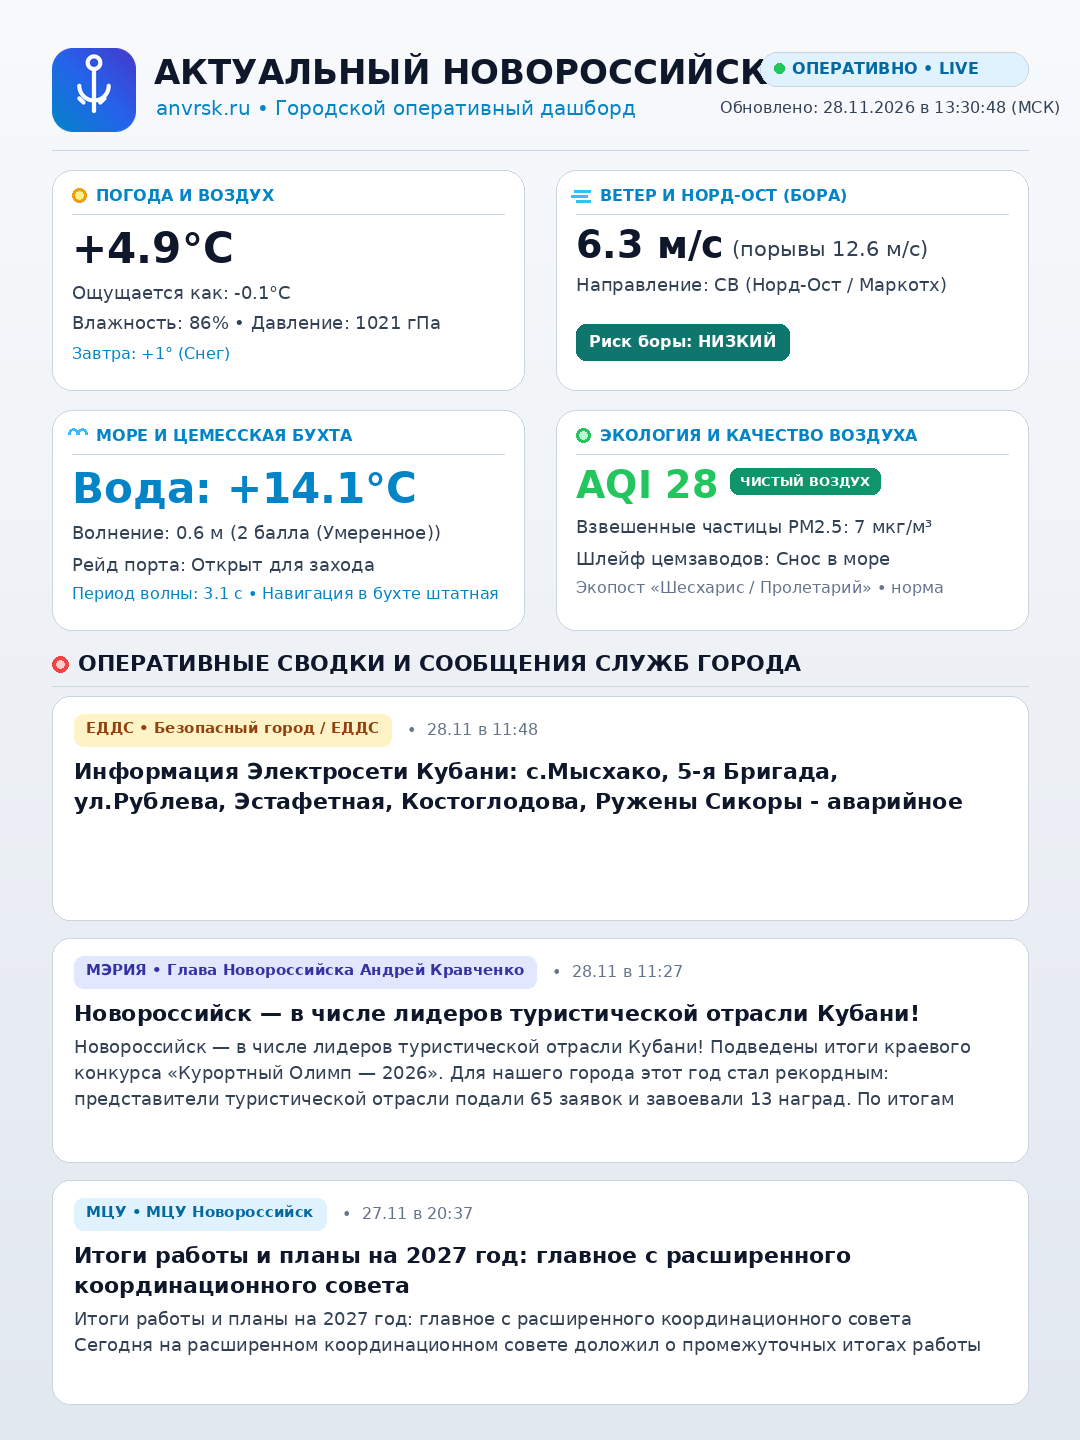 АКТУАЛЬНЫЙ НОВОРОССИЙСК
ОПЕРАТИВНО • LIVE
anvrsk.ru • Городской оперативный дашборд
Обновлено: 28.11.2026 в 13:30:48 (МСК)
ПОГОДА И ВОЗДУХ
+4.9°C
Ощущается как: -0.1°C
Влажность: 86% • Давление: 1021 гПа
Завтра: +1° (Снег)
ВЕТЕР И НОРД-ОСТ (БОРА)
6.3 м/с (порывы 12.6 м/с)
Направление: СВ (Норд-Ост / Маркотх)
Риск боры: НИЗКИЙ
МОРЕ И ЦЕМЕССКАЯ БУХТА
Вода: +14.1°C
Волнение: 0.6 м (2 балла (Умеренное))
Рейд порта: Открыт для захода
Период волны: 3.1 с • Навигация в бухте штатная
ЭКОЛОГИЯ И КАЧЕСТВО ВОЗДУХА
AQI 28 ЧИСТЫЙ ВОЗДУХ
Взвешенные частицы PM2.5: 7 мкг/м³
Шлейф цемзаводов: Снос в море
Экопост «Шесхарис / Пролетарий» • норма
ОПЕРАТИВНЫЕ СВОДКИ И СООБЩЕНИЯ СЛУЖБ ГОРОДА
ЕДДС • Безопасный город / ЕДДС • 28.11 в 11:48
Информация Электросети Кубани: с.Мысхако, 5-я Бригада,
ул.Рублева, Эстафетная, Костоглодова, Ружены Сикоры - аварийное
МЭРИЯ • Глава Новороссийска Андрей Кравченко • 28.11 в 11:27
Новороссийск — в числе лидеров туристической отрасли Кубани!
Новороссийск — в числе лидеров туристической отрасли Кубани! Подведены итоги краевого
конкурса «Курортный Олимп — 2026». Для нашего города этот год стал рекордным:
представители туристической отрасли подали 65 заявок и завоевали 13 наград. По итогам
МЦУ • МЦУ Новороссийск • 27.11 в 20:37
Итоги работы и планы на 2027 год: главное с расширенного
координационного совета
Итоги работы и планы на 2027 год: главное с расширенного координационного совета
Сегодня на расширенном координационном совете доложил о промежуточных итогах работы